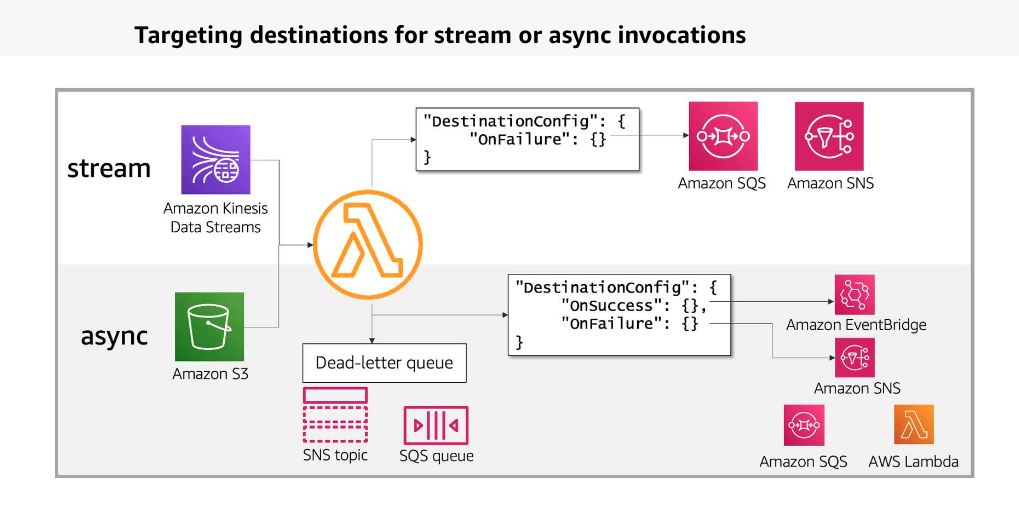 Targeting destinations for stream or async invocations
stream
Amazon Kinesis
Data Streams
"DestinationConfig": {
"OnFailure": {}
}
Amazon SQS
Amazon SNS
async
Amazon S3
Dead-letter queue
SNS topic
SQS queue
"DestinationConfig": {
"OnSuccess": {},
"OnFailure": {}
}
Amazon EventBridge
Amazon SNS
Amazon SQS
AWS Lambda